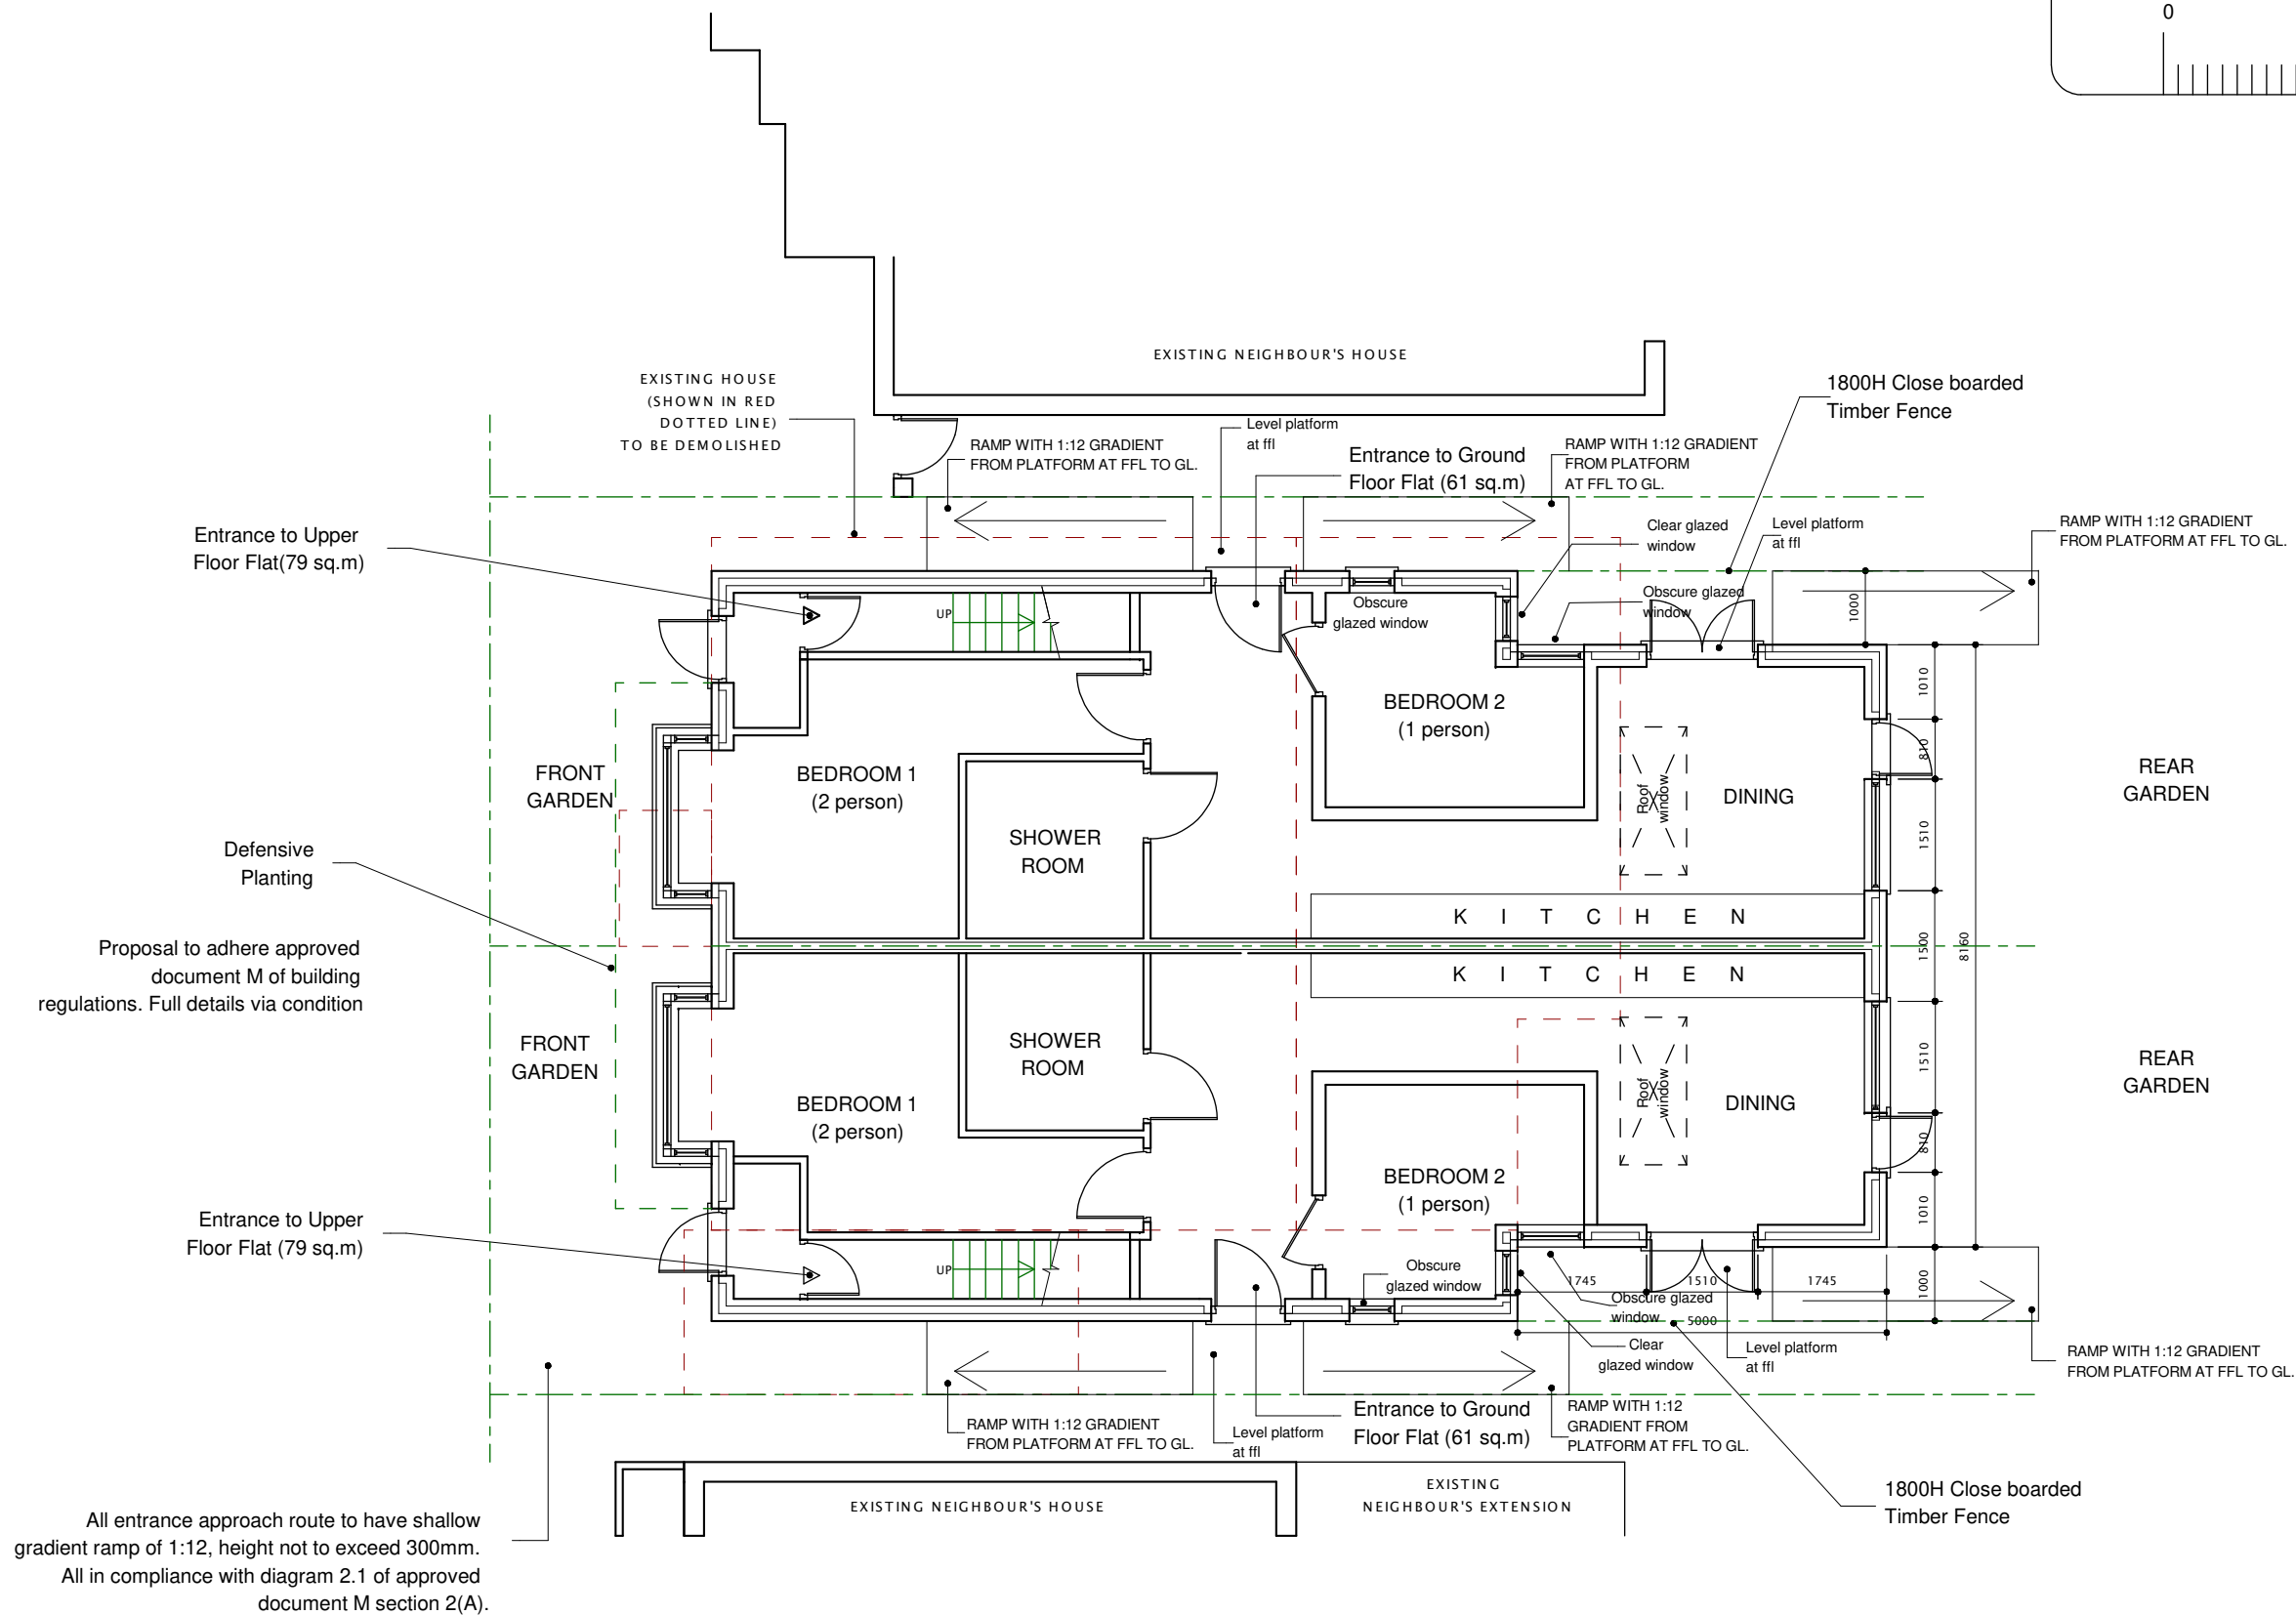 0
EXISTING NEIGHBOUR'S HOUSE
EXISTING HOUSE
(SHOWN IN RED
DOTTED LINE)
TO BE DEMOLISHED
1800H Close boarded
Timber Fence
Level platform
at ffl
RAMP WITH 1:12 GRADIENT
FROM PLATFORM AT FFL TO GL.
Entrance to Ground
Floor Flat (61 sq.m)
RAMP WITH 1:12 GRADIENT
FROM PLATFORM
AT FFL TO GL.
Entrance to Upper
Floor Flat(79 sq.m)
Clear glazed
window
Level platform
at ffl
RAMP WITH 1:12 GRADIENT
FROM PLATFORM AT FFL TO GL.
Obscure glazed
window
Obscure
glazed window
UP
1000
BEDROOM 2
(1 person)
1010
810
FRONT
GARDEN
BEDROOM 1
(2 person)
SHOWER
ROOM
Roof
window
DINING
REAR
GARDEN
1510
Defensive
Planting
KITCHEN
1500
8160
Proposal to adhere approved
document M of building
regulations. Full details via condition
KITCHEN
FRONT
GARDEN
SHOWER
ROOM
Roof
window
DINING
1510
REAR
GARDEN
BEDROOM 1
(2 person)
810
BEDROOM 2
(1 person)
1010
Entrance to Upper
Floor Flat (79 sq.m)
UP
Obscure
glazed window
1745
1510
1745
1000
Obscure glazed
window
5000
Clear
glazed window
Level platform
at ffl
RAMP WITH 1:12 GRADIENT
FROM PLATFORM AT FFL TO GL.
RAMP WITH 1:12 GRADIENT
FROM PLATFORM AT FFL TO GL.
Level platform
at ffl
Entrance to Ground
Floor Flat (61 sq.m)
RAMP WITH 1:12
GRADIENT FROM
PLATFORM AT FFL TO GL.
EXISTING NEIGHBOUR'S HOUSE
EXISTING
NEIGHBOUR'S EXTENSION
1800H Close boarded
Timber Fence
All entrance approach route to have shallow
gradient ramp of 1:12, height not to exceed 300mm.
All in compliance with diagram 2.1 of approved
document M section 2(A).